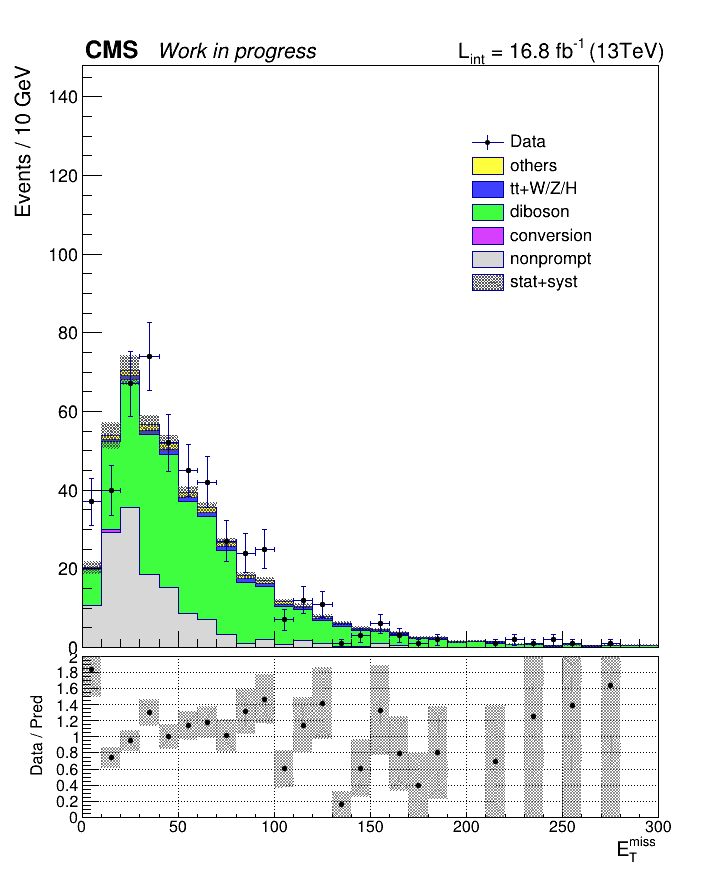 CMS Work in progress L_int = 16.8 fb^-1 (13TeV)
Events / 10 GeV
140
120
100
80
60
40
20
0
Data
others
tt+W/Z/H
diboson
conversion
nonprompt
stat+syst
Data / Pred
2
1.8
1.6
1.4
1.2
1
0.8
0.6
0.4
0.2
0
0 50 100 150 200 250 300
E_T^miss